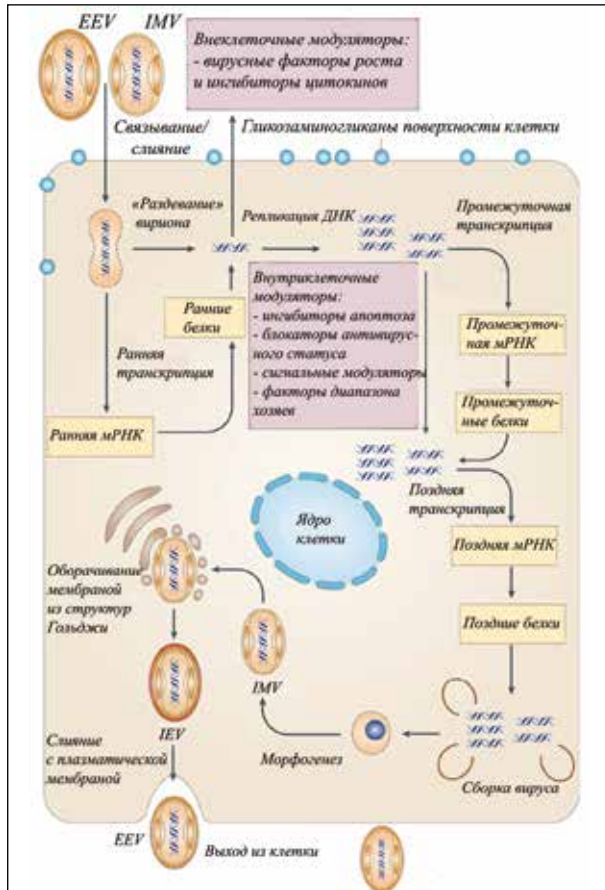 EEV
IMV
Внеклеточные модуляторы:
- вирусные факторы роста
и ингибиторы цитокинов
Связывание/
слияние
Гликозаминогликаны поверхности клетки
«Раздевание»
вириона
Репликация ДНК
Промежуточная
транскрипция
Ранние
белки
Внутриклеточные
модуляторы:
- ингибиторы апоптоза
- блокаторы антивирус-
ного статуса
- сигнальные модуляторы
- факторы диапазона
хозяев
Промежуточ-
ная мРНК
Ранняя
транскрипция
Промежуточ-
ные белки
Ранняя мРНК
Поздняя
транскрипция
Ядро
клетки
Поздняя мРНК
Оборачивание
мембраной
из структур
Гольджи
Поздние белки
IMV
IEV
Слияние
с плазматической
мембраной
Морфогенез
Сборка вируса
EEV
Выход из клетки